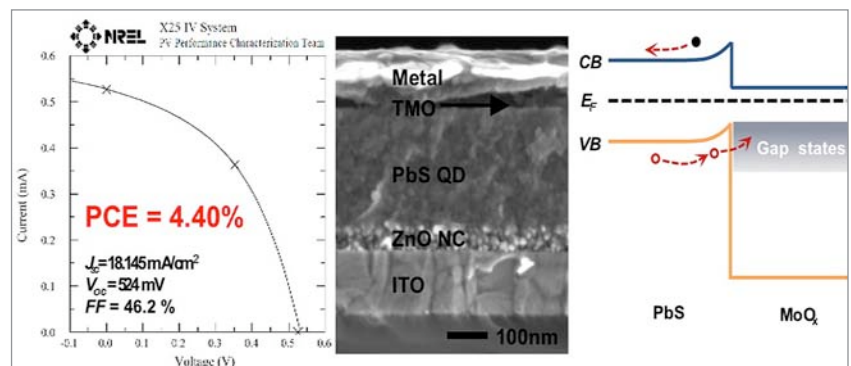 NREL
X25 IV System
PV Performance Characterization Team
Current (mA)
0.6
0.5
0.4
0.3
0.2
0.1
0.0
-0.1 0.0 0.1 0.2 0.3 0.4 0.5 0.6
Voltage (V)
PCE = 4.40%
Jsc=18.145mA/cm²
Voc=524 mV
FF = 46.2 %
Metal
TMO
PbS QD
ZnO NC
ITO
100nm
CB
EF
VB
Gap states
PbS
MoOx